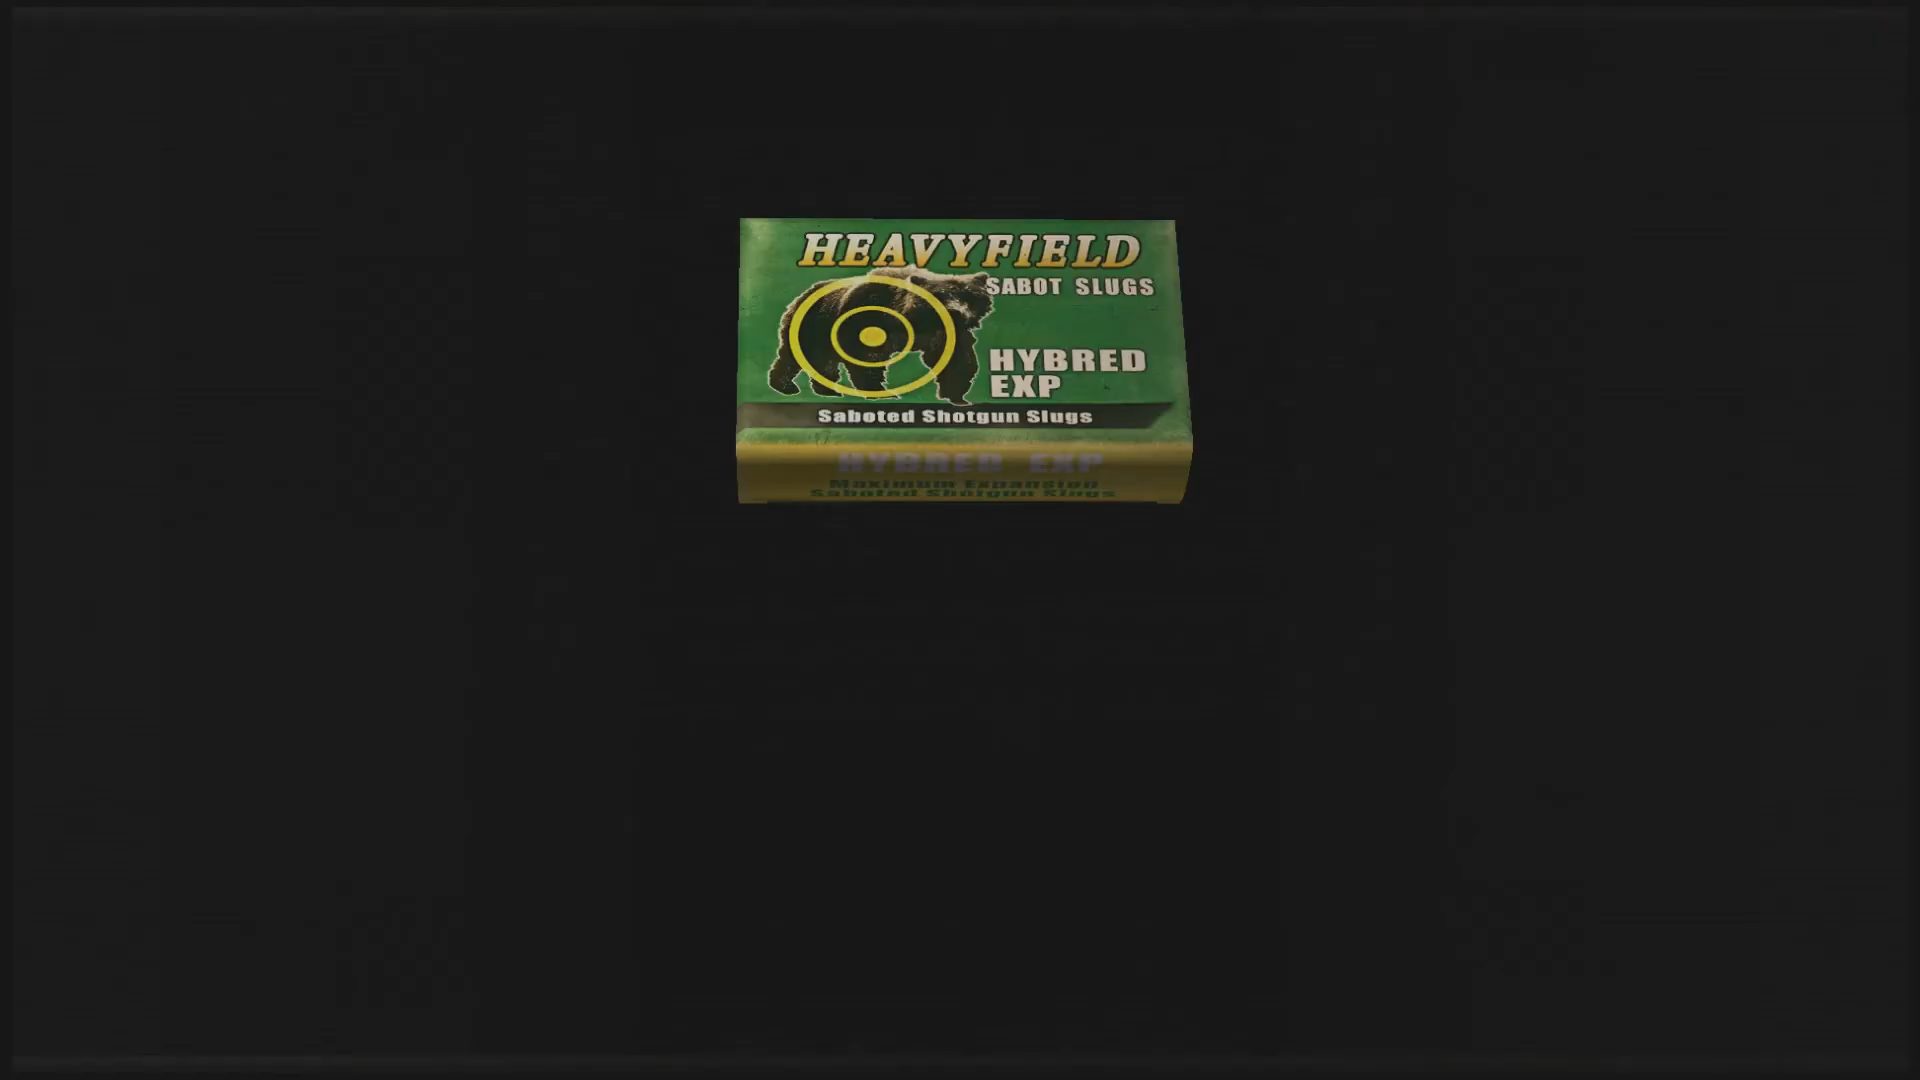 HEAVYFIELD
SABOT SLUGS
HYBRED
EXP
Saboted Shotgun Slugs
HYBRED EXP
Maximum Expansion
Saboted Shotgun Slugs